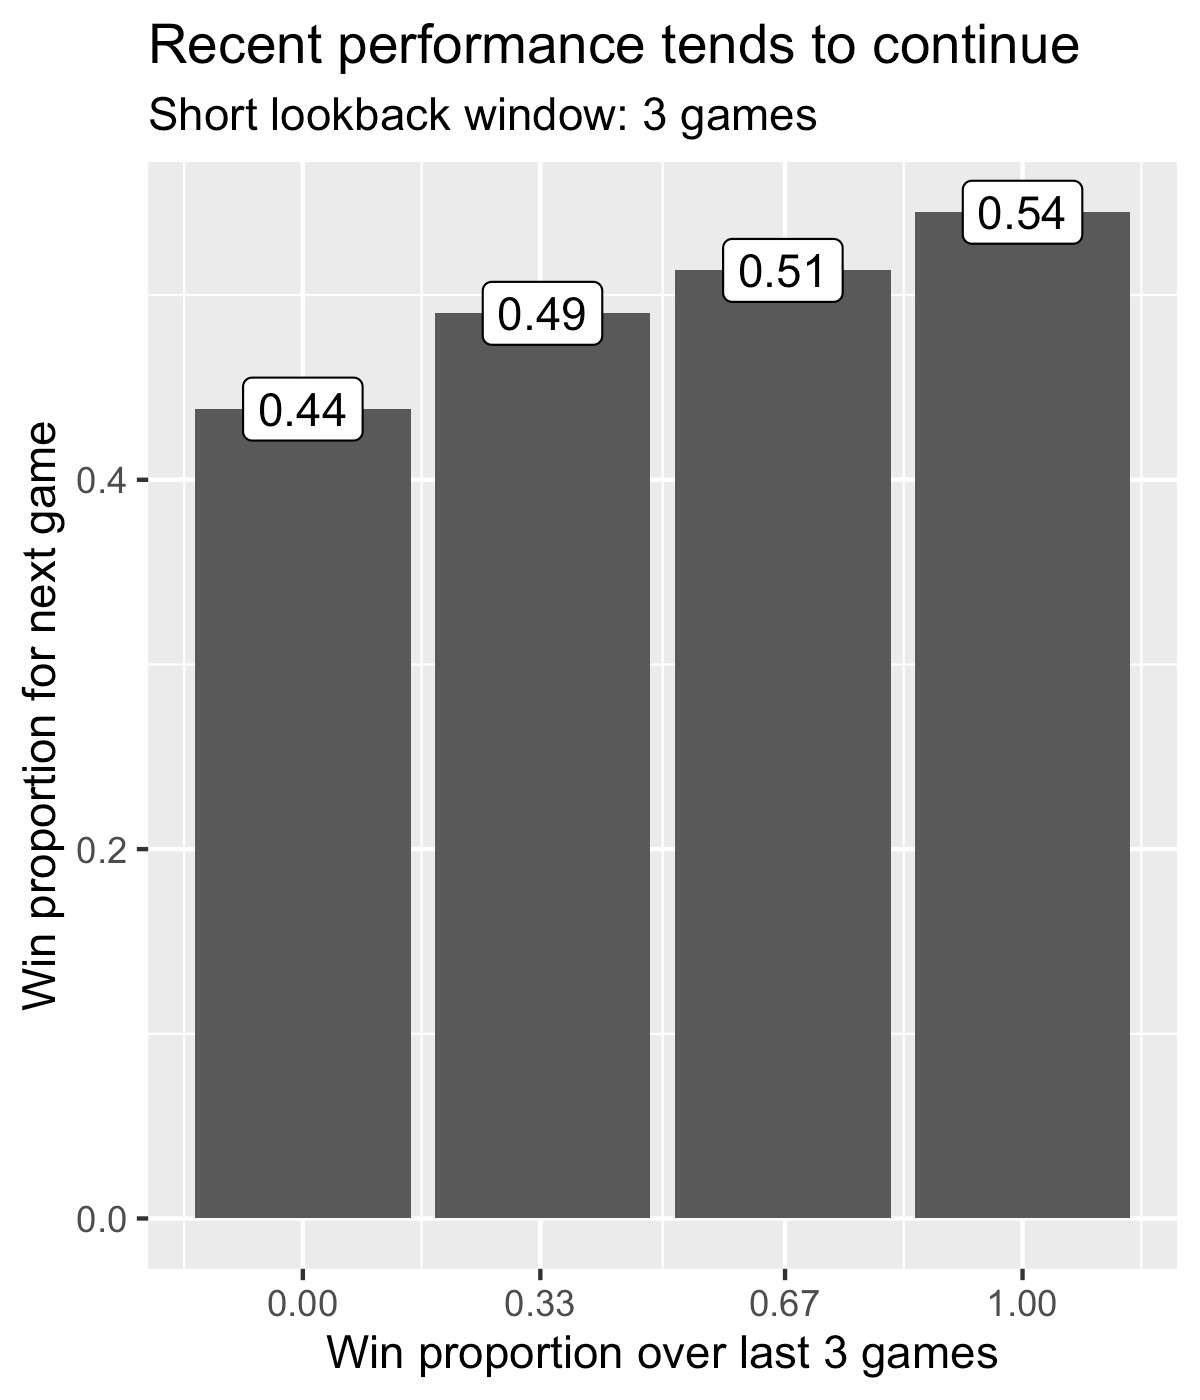 Recent performance tends to continue
Short lookback window: 3 games
0.54
0.51
0.49
0.44
Win proportion for next game
0.4
0.2
0.0
0.00 0.33 0.67 1.00
Win proportion over last 3 games